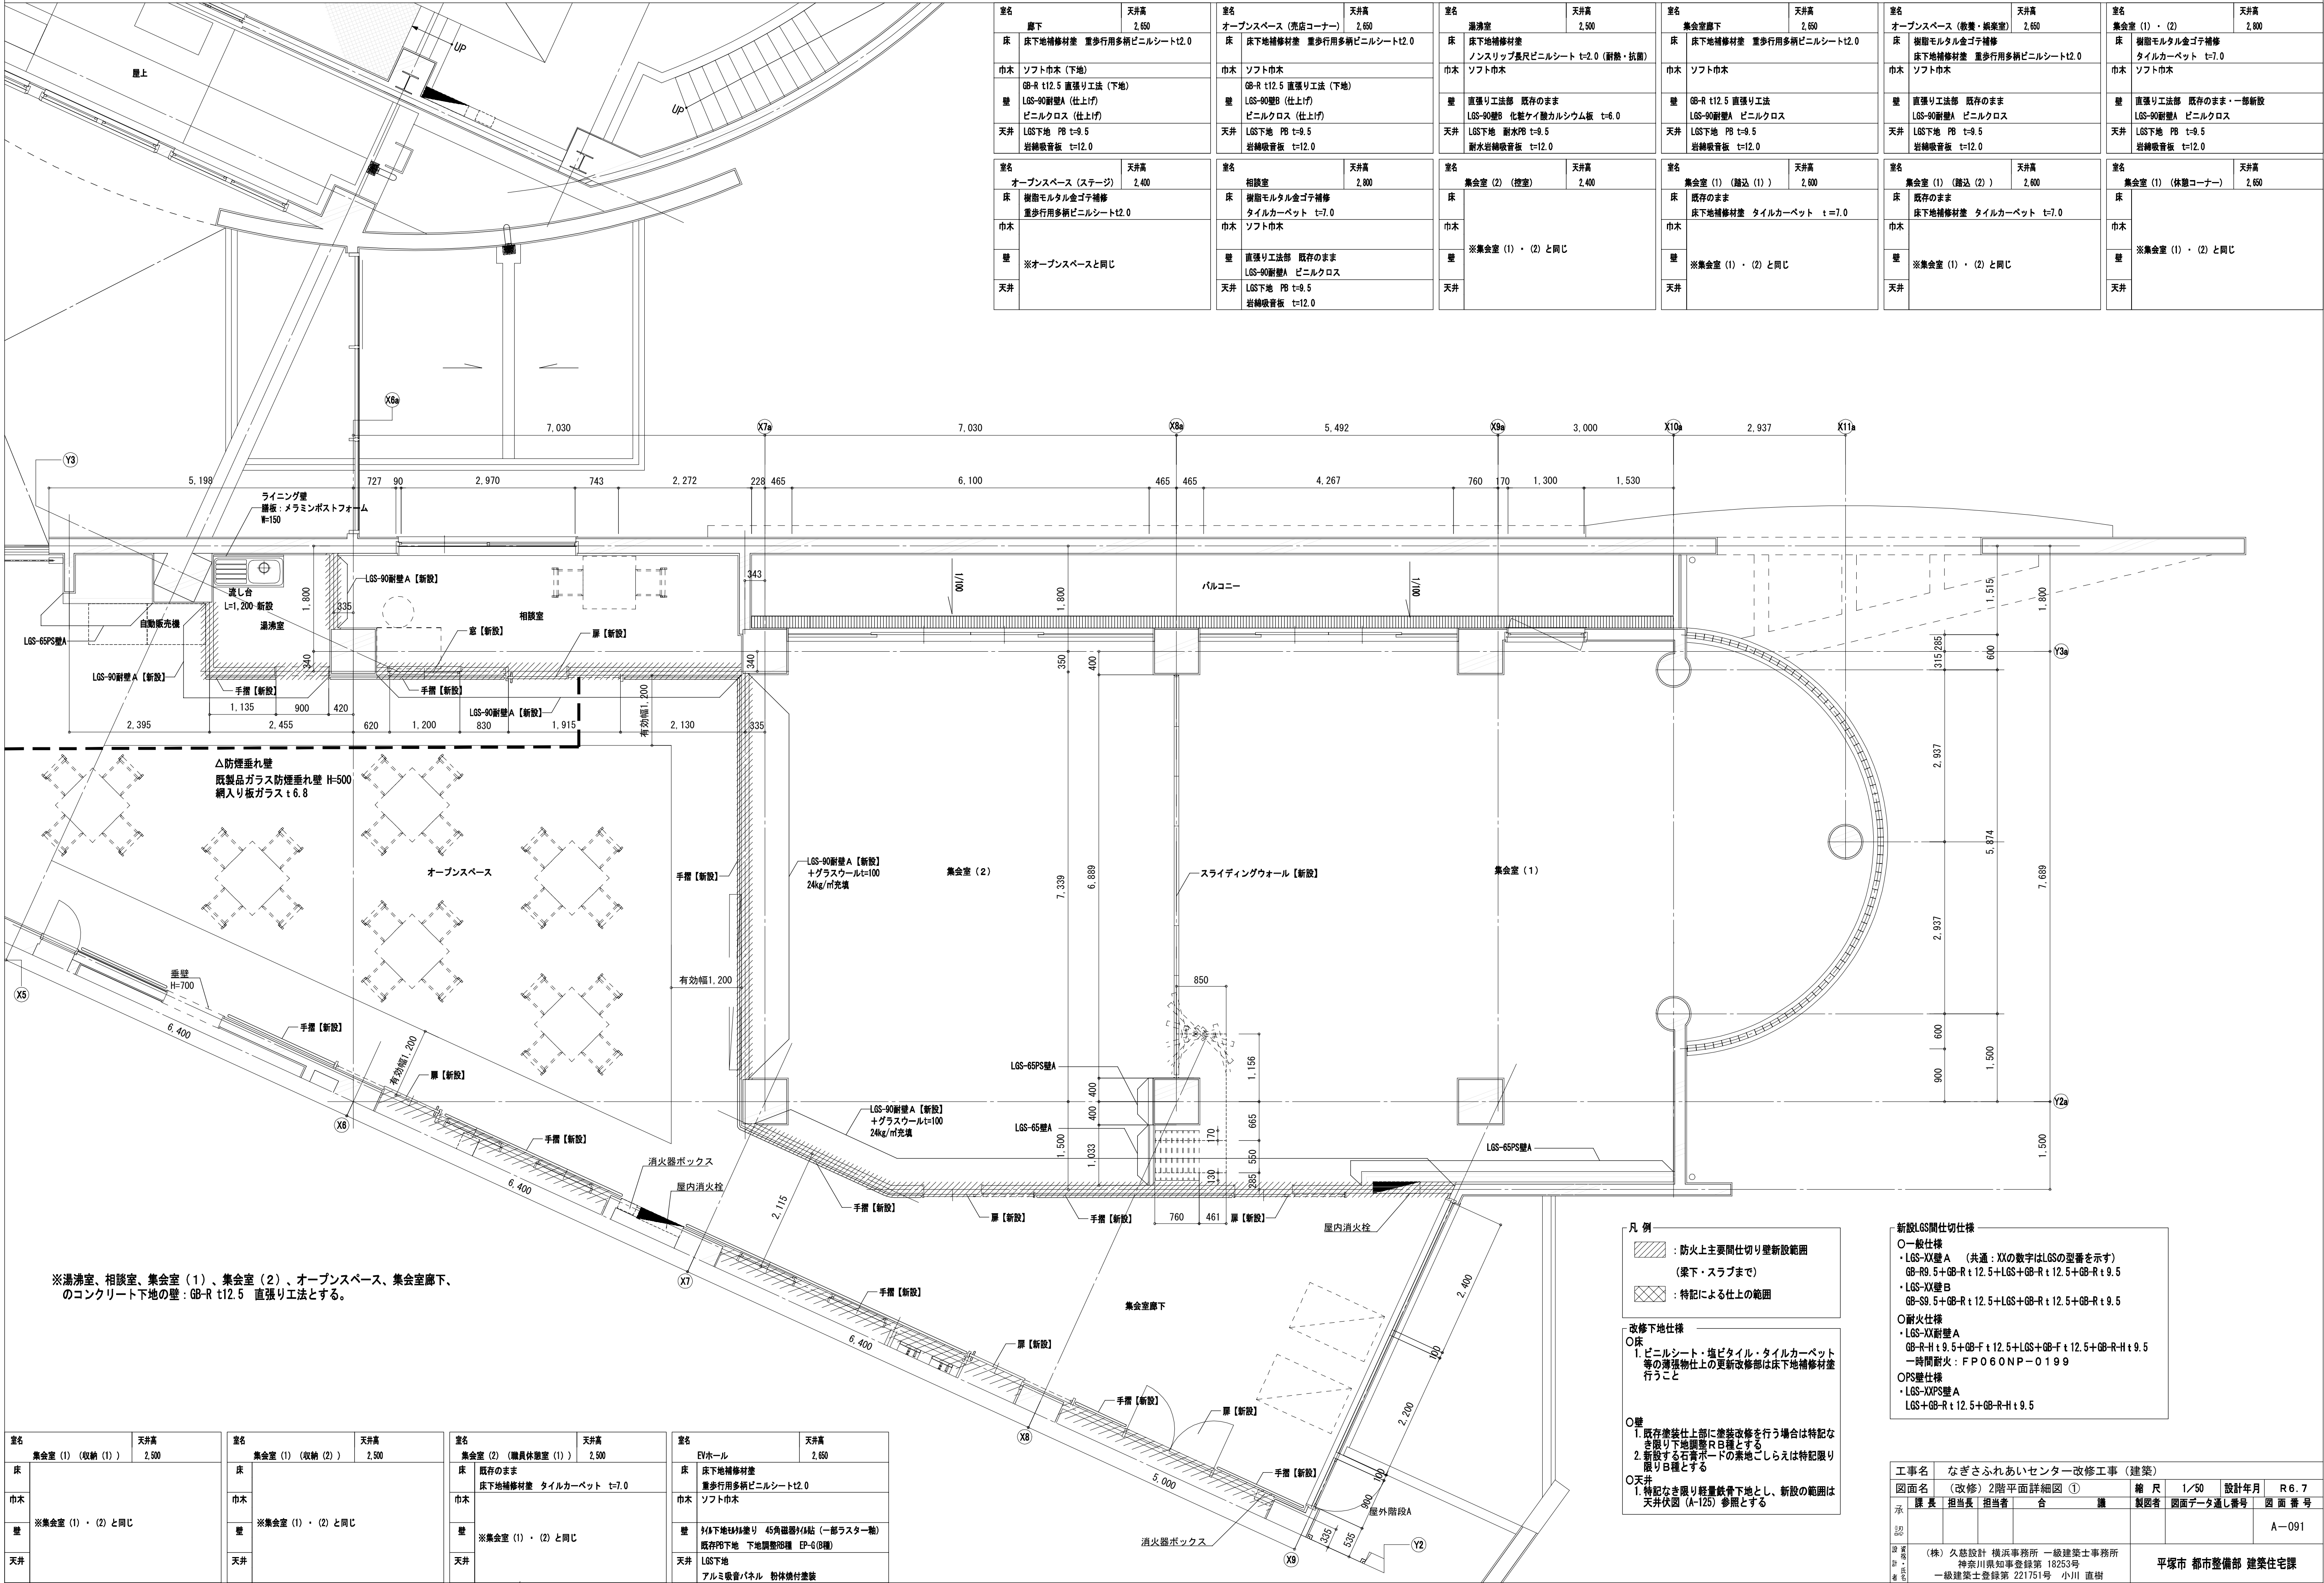 室名 天井高
廊下 2,650
床 床下地補修材塗 重歩行用多柄ビニルシートt2.0
巾木 ソフト巾木（下地）
GB-R t12.5 直張り工法（下地）
壁 LGS-90耐壁A（仕上げ）
ビニルクロス（仕上げ）
天井 LGS下地 PB t=9.5
岩綿吸音板 t=12.0
室名 天井高
オープンスペース（売店コーナー） 2,650
床 床下地補修材塗 重歩行用多柄ビニルシートt2.0
巾木 ソフト巾木
GB-R t12.5 直張り工法（下地）
壁 LGS-90壁B（仕上げ）
ビニルクロス（仕上げ）
天井 LGS下地 PB t=9.5
岩綿吸音板 t=12.0
室名 天井高
湯沸室 2,500
床 床下地補修材塗
ノンスリップ長尺ビニルシート t=2.0（耐熱・抗菌）
巾木 ソフト巾木
壁 直張り工法部 既存のまま
LGS-90壁B 化粧ケイ酸カルシウム板 t=6.0
天井 LGS下地 耐水PB t=9.5
耐水岩綿吸音板 t=12.0
室名 天井高
集会室廊下 2,650
床 床下地補修材塗 重歩行用多柄ビニルシートt2.0
巾木 ソフト巾木
壁 GB-R t12.5 直張り工法
LGS-90耐壁A ビニルクロス
天井 LGS下地 PB t=9.5
岩綿吸音板 t=12.0
室名 天井高
オープンスペース（教養・娯楽室） 2,650
床 樹脂モルタル金ゴテ補修
床下地補修材塗 重歩行用多柄ビニルシートt2.0
巾木 ソフト巾木
壁 直張り工法部 既存のまま
LGS-90耐壁A ビニルクロス
天井 LGS下地 PB t=9.5
岩綿吸音板 t=12.0
室名 天井高
集会室（1）・（2） 2,800
床 樹脂モルタル金ゴテ補修
タイルカーペット t=7.0
巾木 ソフト巾木
壁 直張り工法部 既存のまま・一部新設
LGS-90耐壁A ビニルクロス
天井 LGS下地 PB t=9.5
岩綿吸音板 t=12.0
室名 天井高
オープンスペース（ステージ） 2,400
床 樹脂モルタル金ゴテ補修
重歩行用多柄ビニルシートt2.0
巾木
壁 ※オープンスペースと同じ
天井
室名 天井高
相談室 2,800
床 樹脂モルタル金ゴテ補修
タイルカーペット t=7.0
巾木 ソフト巾木
壁 直張り工法部 既存のまま
LGS-90耐壁A ビニルクロス
天井 LGS下地 PB t=9.5
岩綿吸音板 t=12.0
室名 天井高
集会室（2）（控室） 2,400
床
巾木
※集会室（1）・（2）と同じ
壁
天井
室名 天井高
集会室（1）（踏込（1）） 2,600
床 既存のまま
床下地補修材塗 タイルカーペット t=7.0
巾木
壁 ※集会室（1）・（2）と同じ
天井
室名 天井高
集会室（1）（踏込（2）） 2,600
床 既存のまま
床下地補修材塗 タイルカーペット t=7.0
巾木
壁 ※集会室（1）・（2）と同じ
天井
室名 天井高
集会室（1）（休憩コーナー） 2,650
床
巾木
※集会室（1）・（2）と同じ
壁
天井
屋上
UP
UP
X6a
X7a
X8a
X9a
X10a
X11a
7,030
7,030
5,492
3,000
2,937
Y3
5,198 727 90 2,970 743 2,272 228 465 6,100 465 465 4,267 760 170 1,300 1,530
ライニング壁
膳板：メラミンポストフォーム
W=150
LGS-90耐壁A【新設】
流し台
L=1,200 新設
湯沸室
自動販売機
LGS-65PS壁A
LGS-90耐壁A【新設】
相談室
窓【新設】
扉【新設】
手摺【新設】
手摺【新設】
LGS-90耐壁A【新設】
1,800
335
340
343
340
1,800
350
400
1/100
1/100
バルコニー
1,515
1,800
285
315
600
Y3a
1,135 900 420
2,395 2,455 620 1,200 830 1,915 2,130 335
有効幅1,200
△防煙垂れ壁
既製品ガラス防煙垂れ壁 H=500
網入り板ガラス t 6.8
オープンスペース
手摺【新設】
LGS-90耐壁A【新設】
＋グラスウールt=100
24kg/㎥充填
集会室（2）
7,339
6,889
スライディングウォール【新設】
集会室（1）
2,937
5,874
7,689
2,937
有効幅1,200
850
X5
垂壁
H=700
手摺【新設】
6,400
有効幅1,200
扉【新設】
X6
LGS-65PS壁A
LGS-90耐壁A【新設】
＋グラスウールt=100
24kg/㎥充填
LGS-65壁A
400
400
1,500
1,033
1,156
665
170
550
130
285
600
1,500
900
Y2a
1,500
LGS-65PS壁A
手摺【新設】
消火器ボックス
屋内消火栓
6,400
2,115
手摺【新設】
扉【新設】
手摺【新設】
760 461
扉【新設】
屋内消火栓
X7
手摺【新設】
集会室廊下
扉【新設】
6,400
手摺【新設】
扉【新設】
X8
手摺【新設】
5,000
2,400
100
2,200
100
900
屋外階段A
335
535
消火器ボックス
X9
Y2
※湯沸室、相談室、集会室（1）、集会室（2）、オープンスペース、集会室廊下、
のコンクリート下地の壁：GB-R t12.5 直張り工法とする。
凡 例
：防火上主要間仕切り壁新設範囲
（梁下・スラブまで）
：特記による仕上の範囲
改修下地仕様
○床
1.ビニルシート・塩ビタイル・タイルカーペット
等の薄張物仕上の更新改修部は床下地補修材塗
行うこと
○壁
1.既存塗装仕上部に塗装改修を行う場合は特記な
き限り下地調整RB種とする
2.新設する石膏ボードの素地ごしらえは特記限り
限りB種とする
○天井
1.特記なき限り軽量鉄骨下地とし、新設の範囲は
天井伏図（A-125）参照とする
新設LGS間仕切仕様
○一般仕様
・LGS-XX壁A （共通：XXの数字はLGSの型番を示す）
GB-R9.5+GB-R t 12.5+LGS+GB-R t 12.5+GB-R t 9.5
・LGS-XX壁B
GB-S9.5+GB-R t 12.5+LGS+GB-R t 12.5+GB-R t 9.5
○耐火仕様
・LGS-XX耐壁A
GB-R-H t 9.5+GB-F t 12.5+LGS+GB-F t 12.5+GB-R-H t 9.5
一時間耐火：FP060NP－0199
○PS壁仕様
・LGS-XXPS壁A
LGS+GB-R t 12.5+GB-R-H t 9.5
室名 天井高
集会室（1）（収納（1）） 2,500
床
巾木
※集会室（1）・（2）と同じ
壁
天井
室名 天井高
集会室（1）（収納（2）） 2,500
床
巾木
※集会室（1）・（2）と同じ
壁
天井
室名 天井高
集会室（2）（職員休憩室（1）） 2,500
床 既存のまま
床下地補修材塗 タイルカーペット t=7.0
巾木
壁 ※集会室（1）・（2）と同じ
天井
室名 天井高
EVホール 2,650
床 床下地補修材塗
重歩行用多柄ビニルシートt2.0
巾木 ソフト巾木
壁 ﾀｲﾙ下地ﾓﾙﾀﾙ塗り 45角磁器ﾀｲﾙ貼（一部ラスター釉）
既存PB下地 下地調整RB種 EP-G(B種)
天井 LGS下地
アルミ吸音パネル 粉体焼付塗装
工事名 なぎさふれあいセンター改修工事（建築）
図面名 （改修）2階平面詳細図 ① 縮 尺 1/50 設計年月 R6.7
承認 課 長 担当長 担当者 合 議 製図者 図面データ通し番号 図 面 番 号
A－091
（株）久慈設計 横浜事務所 一級建築士事務所
神奈川県知事登録第 18253号
一級建築士登録第 221751号 小川 直樹
平塚市 都市整備部 建築住宅課